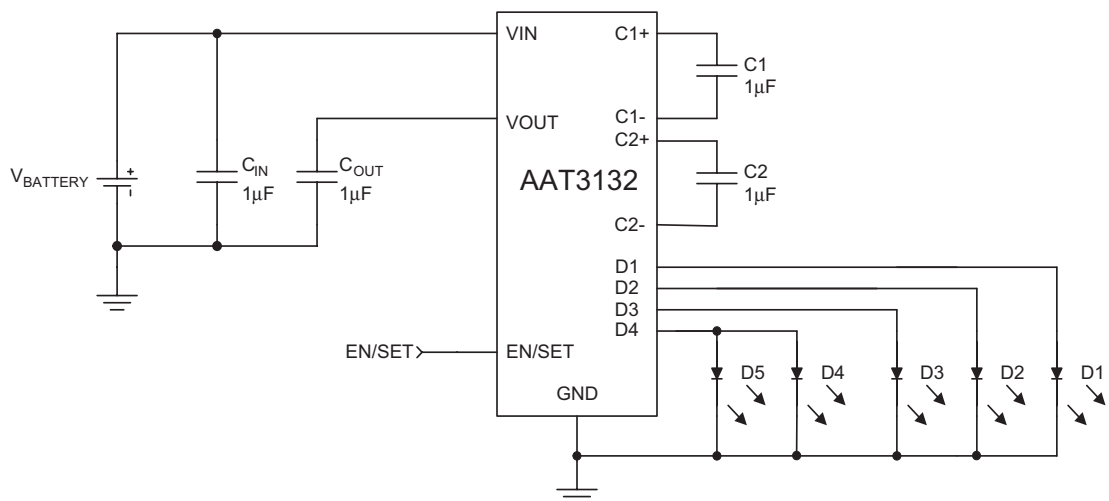 VIN
VOUT
EN/SET
AAT3132
GND
C1+
C1-
C2+
C2-
D1
D2
D3
D4
C1
1μF
C2
1μF
V_BATTERY
+
-
C_IN
1μF
C_OUT
1μF
EN/SET
D5
D4
D3
D2
D1